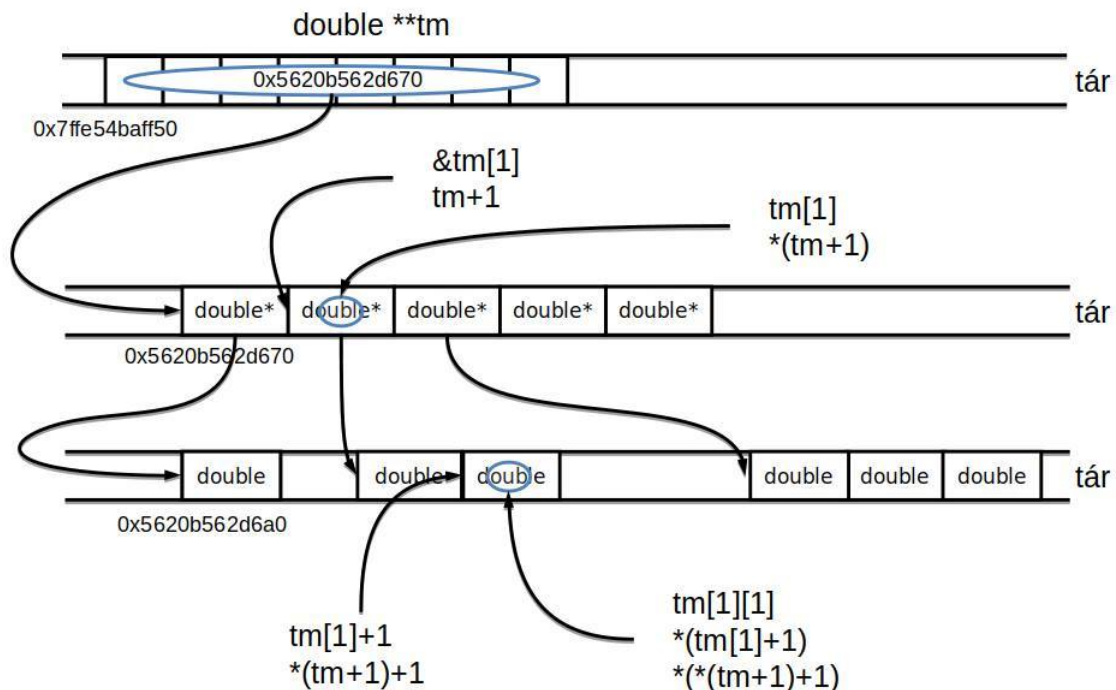 double **tm
0x5620b562d670
tár
0x7ffe54baff50
&tm[1]
tm+1
tm[1]
*(tm+1)
double* double* double* double* double*
tár
0x5620b562d670
double double double double double double
tár
0x5620b562d6a0
tm[1]+1
*(tm+1)+1
tm[1][1]
*(tm[1]+1)
*(*(tm+1)+1)